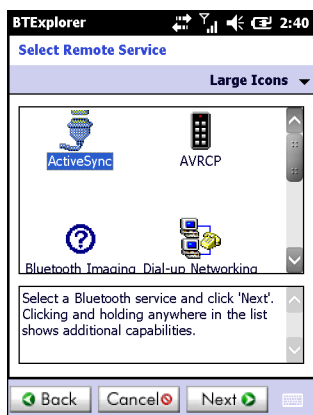 BTExplorer 2:40
Select Remote Service
Large Icons
ActiveSync AVRCP
Bluetooth Imaging Dial-up Networking
Select a Bluetooth service and click 'Next'.
Clicking and holding anywhere in the list
shows additional capabilities.
Back Cancel Next